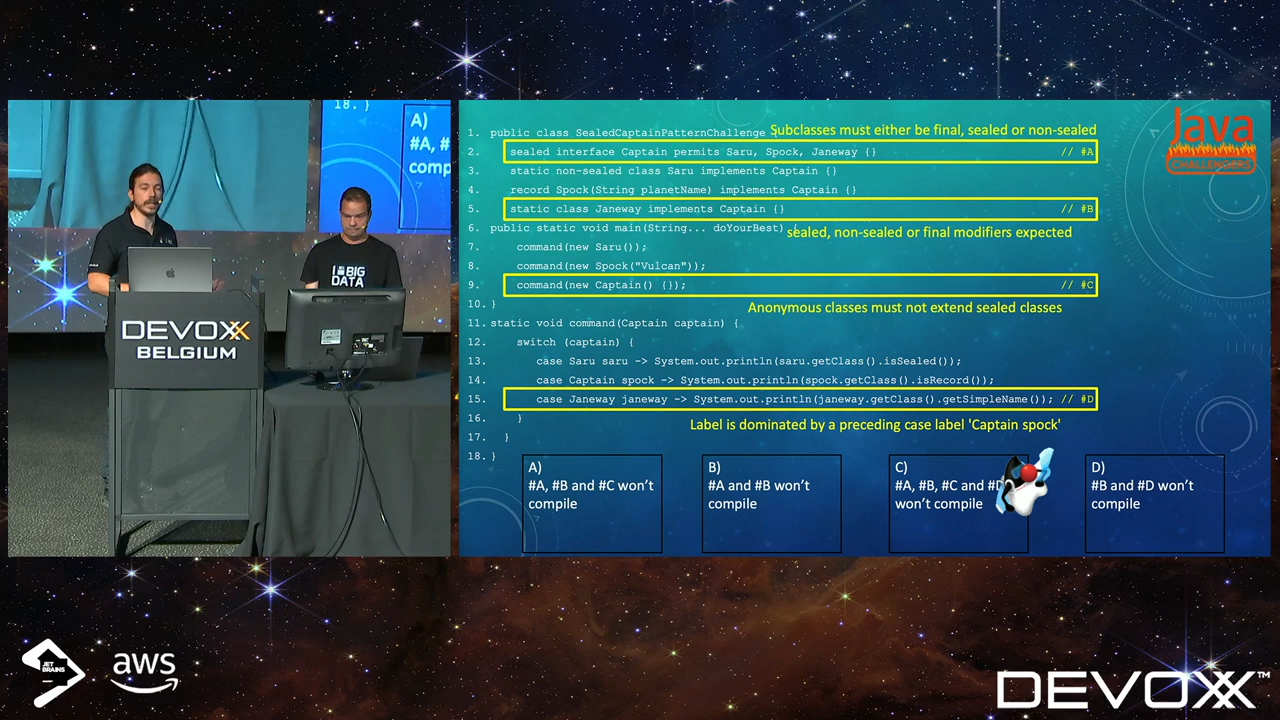 18. }
A)
#A, #
comp
I BIG
DATA
DEVOXX
BELGIUM
Java
CHALLENGERS
1. public class SealedCaptainPatternChallenge {
Subclasses must either be final, sealed or non-sealed
2. sealed interface Captain permits Saru, Spock, Janeway {} // #A
3. static non-sealed class Saru implements Captain {}
4. record Spock(String planetName) implements Captain {}
5. static class Janeway implements Captain {} // #B
6. public static void main(String... doYourBest) {
sealed, non-sealed or final modifiers expected
7. command(new Saru());
8. command(new Spock("Vulcan"));
9. command(new Captain() {}); // #C
10. }
Anonymous classes must not extend sealed classes
11. static void command(Captain captain) {
12. switch (captain) {
13. case Saru saru -> System.out.println(saru.getClass().isSealed());
14. case Captain spock -> System.out.println(spock.getClass().isRecord());
15. case Janeway janeway -> System.out.println(janeway.getClass().getSimpleName()); // #D
16. }
Label is dominated by a preceding case label 'Captain spock'
17. }
18. }
A)
#A, #B and #C won't
compile
B)
#A and #B won't
compile
C)
#A, #B, #C and #D
won't compile
D)
#B and #D won't
compile
JET
BRAINS
aws
DEVOXX™